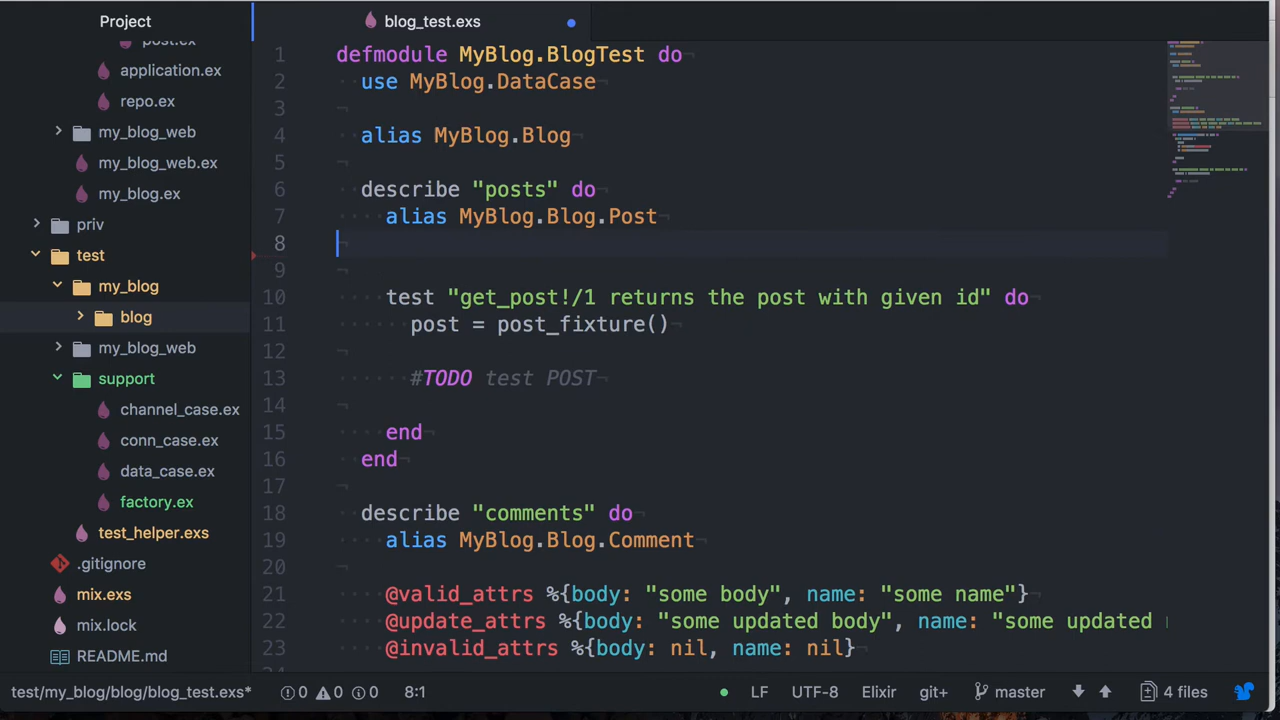 Project
post.ex
application.ex
repo.ex
my_blog_web
my_blog_web.ex
my_blog.ex
priv
test
my_blog
blog
my_blog_web
support
channel_case.ex
conn_case.ex
data_case.ex
factory.ex
test_helper.exs
.gitignore
mix.exs
mix.lock
README.md
blog_test.exs
1 defmodule MyBlog.BlogTest do
2 use MyBlog.DataCase
3
4 alias MyBlog.Blog
5
6 describe "posts" do
7 alias MyBlog.Blog.Post
8
9
10 test "get_post!/1 returns the post with given id" do
11 post = post_fixture()
12
13 #TODO test POST
14
15 end
16 end
17
18 describe "comments" do
19 alias MyBlog.Blog.Comment
20
21 @valid_attrs %{body: "some body", name: "some name"}
22 @update_attrs %{body: "some updated body", name: "some updated
23 @invalid_attrs %{body: nil, name: nil}
test/my_blog/blog/blog_test.exs* 0 0 0 8:1 LF UTF-8 Elixir git+ master 4 files